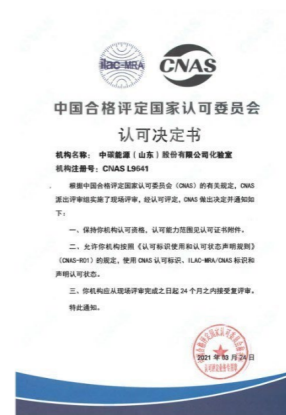 ilac-MRA
CNAS
中国合格评定国家认可委员会
认可决定书
机构名称： 中碳能源（山东）股份有限公司化验室
机构注册号：CNAS L9641
根据中国合格评定国家认可委员会（CNAS）的有关规定，CNAS
派出评审组实施了现场评审，经认可评定，CNAS 做出决定并通知如
下：
一、保持你机构认可资格，认可能力范围见认可证书附件。
二、允许你机构按照《认可标识使用和认可状态声明规则》
（CNAS-R01）的规定，使用 CNAS 认可标识、ILAC-MRA/CNAS 标识和
声明认可状态。
三、你机构应从现场评审完成之日起 24 个月之内接受复评审。
特此通知。
2021 年 03 月 24 日